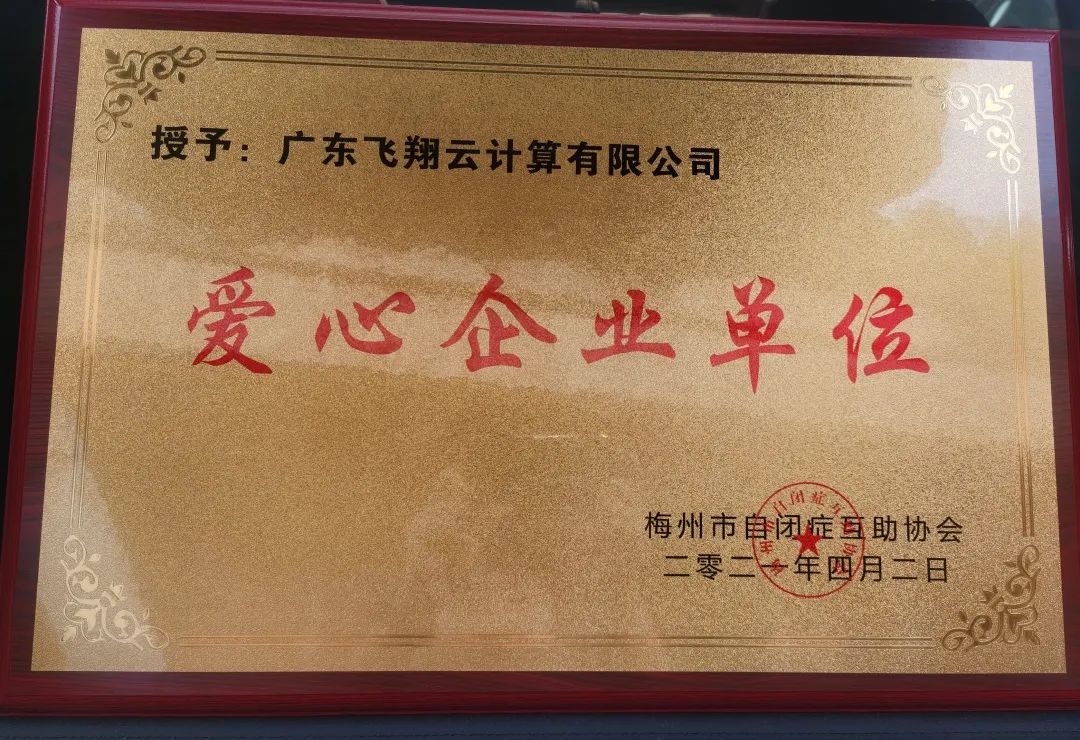 授予：广东飞翔云计算有限公司
爱心企业单位
梅州市自闭症互助协会
二零二一年四月二日